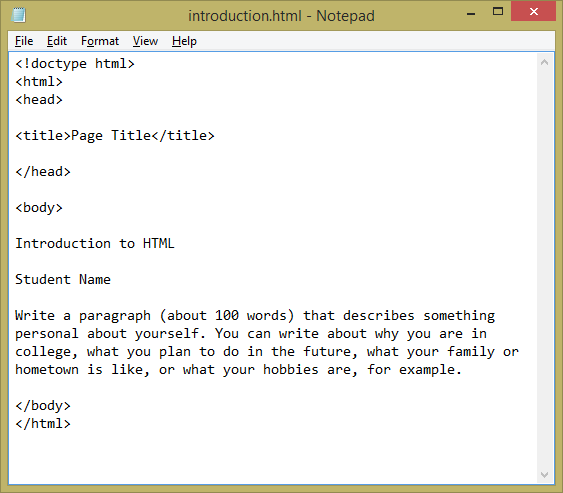 introduction.html - Notepad
File Edit Format View Help
<!doctype html>
<html>
<head>
<title>Page Title</title>
</head>
<body>
Introduction to HTML
Student Name
Write a paragraph (about 100 words) that describes something
personal about yourself. You can write about why you are in
college, what you plan to do in the future, what your family or
hometown is like, or what your hobbies are, for example.
</body>
</html>